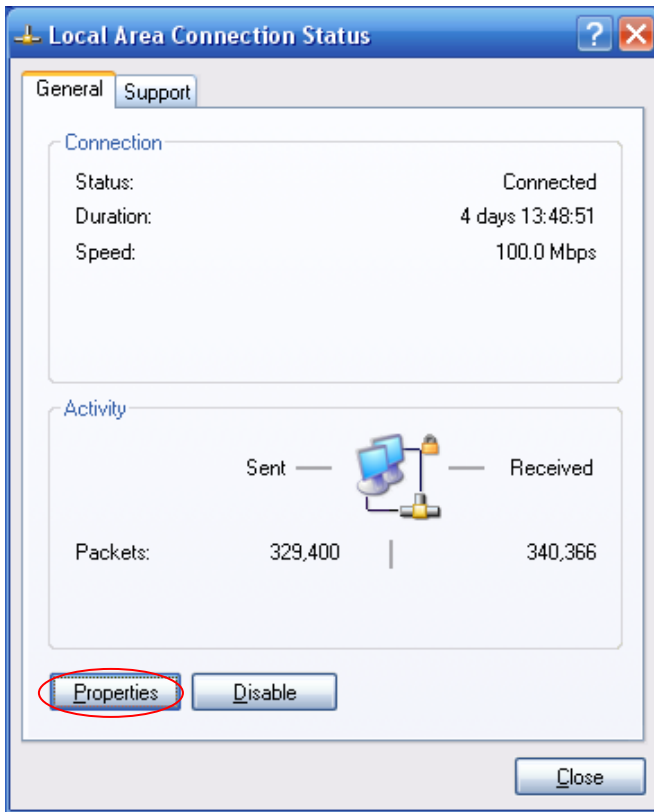 Local Area Connection Status
General Support
Connection
Status: Connected
Duration: 4 days 13:48:51
Speed: 100.0 Mbps
Activity
Sent Received
Packets: 329,400 340,366
Properties Disable
Close